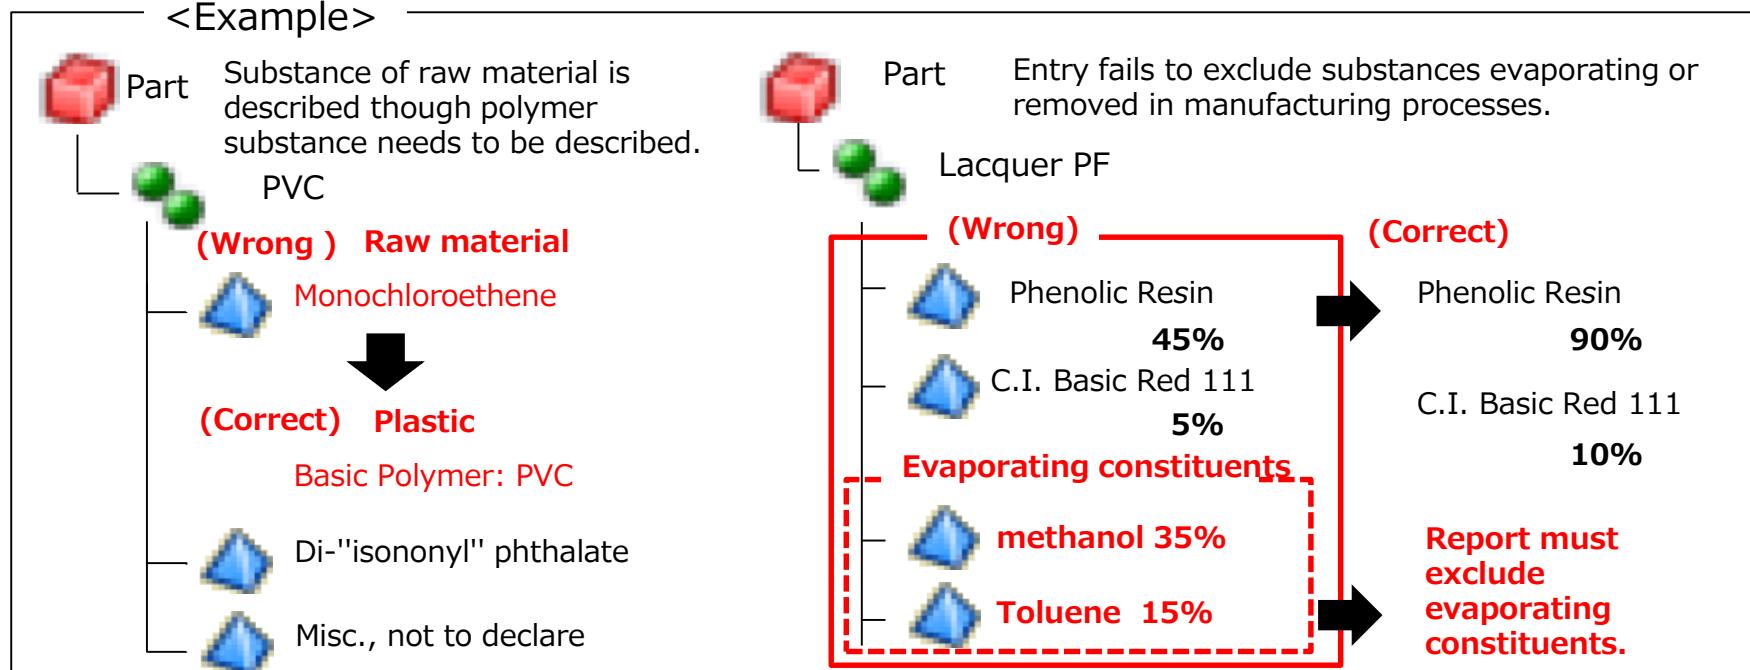 <Example>
Part
Substance of raw material is
described though polymer
substance needs to be described.
PVC
(Wrong ) Raw material
Monochloroethene
(Correct) Plastic
Basic Polymer: PVC
Di-"isononyl" phthalate
Misc., not to declare
Part
Entry fails to exclude substances evaporating or
removed in manufacturing processes.
Lacquer PF
(Wrong)
Phenolic Resin
45%
C.I. Basic Red 111
5%
Evaporating constituents
methanol 35%
Toluene 15%
(Correct)
Phenolic Resin
90%
C.I. Basic Red 111
10%
Report must
exclude
evaporating
constituents.